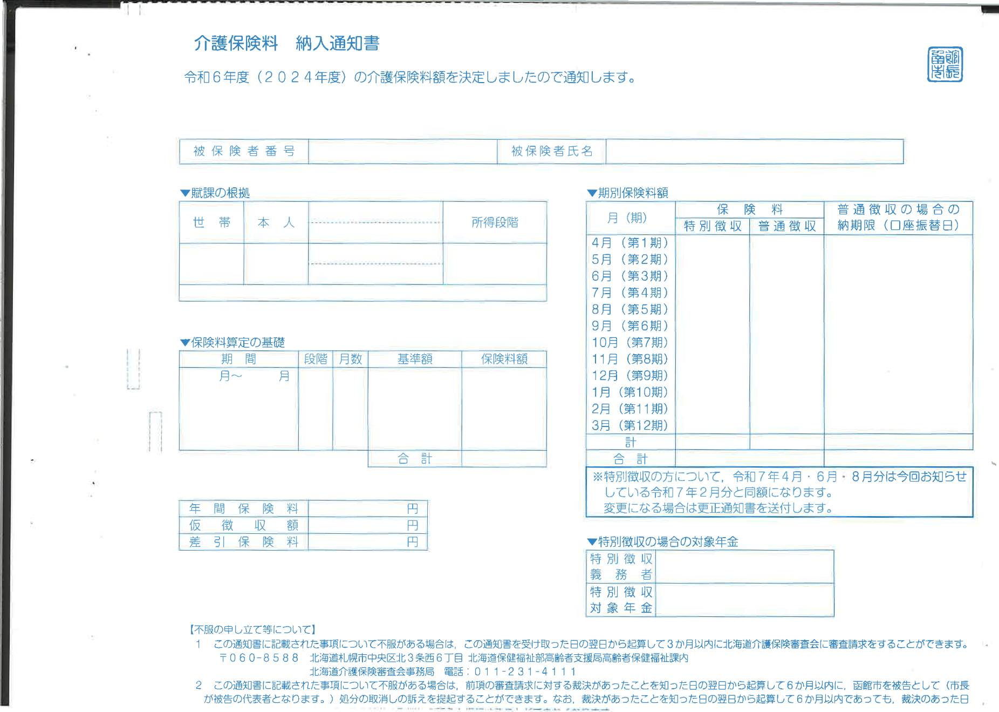 介護保険料　納入通知書
令和６年度（２０２４年度）の介護保険料額を決定しましたので通知します。
被保険者番号　被保険者氏名
▼賦課の根拠
世　帯　本　人　所得段階
▼保険料算定の基礎
期　間　段階　月数　基準額　保険料額
月～　月
合　計
年間保険料　円
仮徴収額　円
差引保険料　円
▼期別保険料額
月（期）　保　険　料　普通徴収の場合の
特別徴収　普通徴収　納期限（口座振替日）
4月（第1期）
5月（第2期）
6月（第3期）
7月（第4期）
8月（第5期）
9月（第6期）
10月（第7期）
11月（第8期）
12月（第9期）
1月（第10期）
2月（第11期）
3月（第12期）
計
合　計
※特別徴収の方について，令和７年４月・６月・８月分は今回お知らせ
している令和７年２月分と同額になります。
変更になる場合は更正通知書を送付します。
▼特別徴収の場合の対象年金
特別徴収
義務者
特別徴収
対象年金
【不服の申し立て等について】
１　この通知書に記載された事項について不服がある場合は，この通知書を受け取った日の翌日から起算して３か月以内に北海道介護保険審査会に審査請求をすることができます。
〒０６０-８５８８　北海道札幌市中央区北３条西６丁目 北海道保健福祉部高齢者支援局高齢者保健福祉課内
北海道介護保険審査会事務局　電話：０１１-２３１-４１１１
２　この通知書に記載された事項について不服がある場合は，前項の審査請求に対する裁決があったことを知った日の翌日から起算して６か月以内に，函館市を被告として（市長
が被告の代表者となります。）処分の取消しの訴えを提起することができます。なお，裁決があったことを知った日の翌日から起算して６か月以内であっても，裁決のあった日